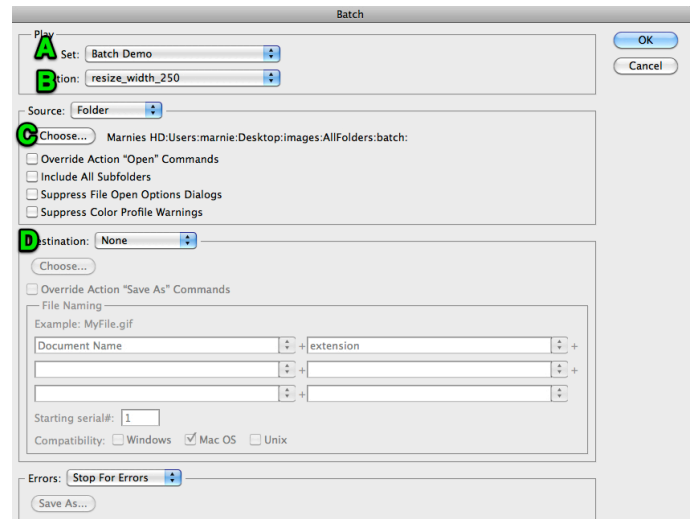 Batch
Play
A Set: Batch Demo
B tion: resize_width_250
OK
Cancel
Source: Folder
C Choose... Marnies HD:Users:marnie:Desktop:images:AllFolders:batch:
Override Action "Open" Commands
Include All Subfolders
Suppress File Open Options Dialogs
Suppress Color Profile Warnings
D estination: None
Choose...
Override Action "Save As" Commands
File Naming
Example: MyFile.gif
Document Name + extension +
+ +
+
Starting serial#: 1
Compatibility: Windows Mac OS Unix
Errors: Stop For Errors
Save As...